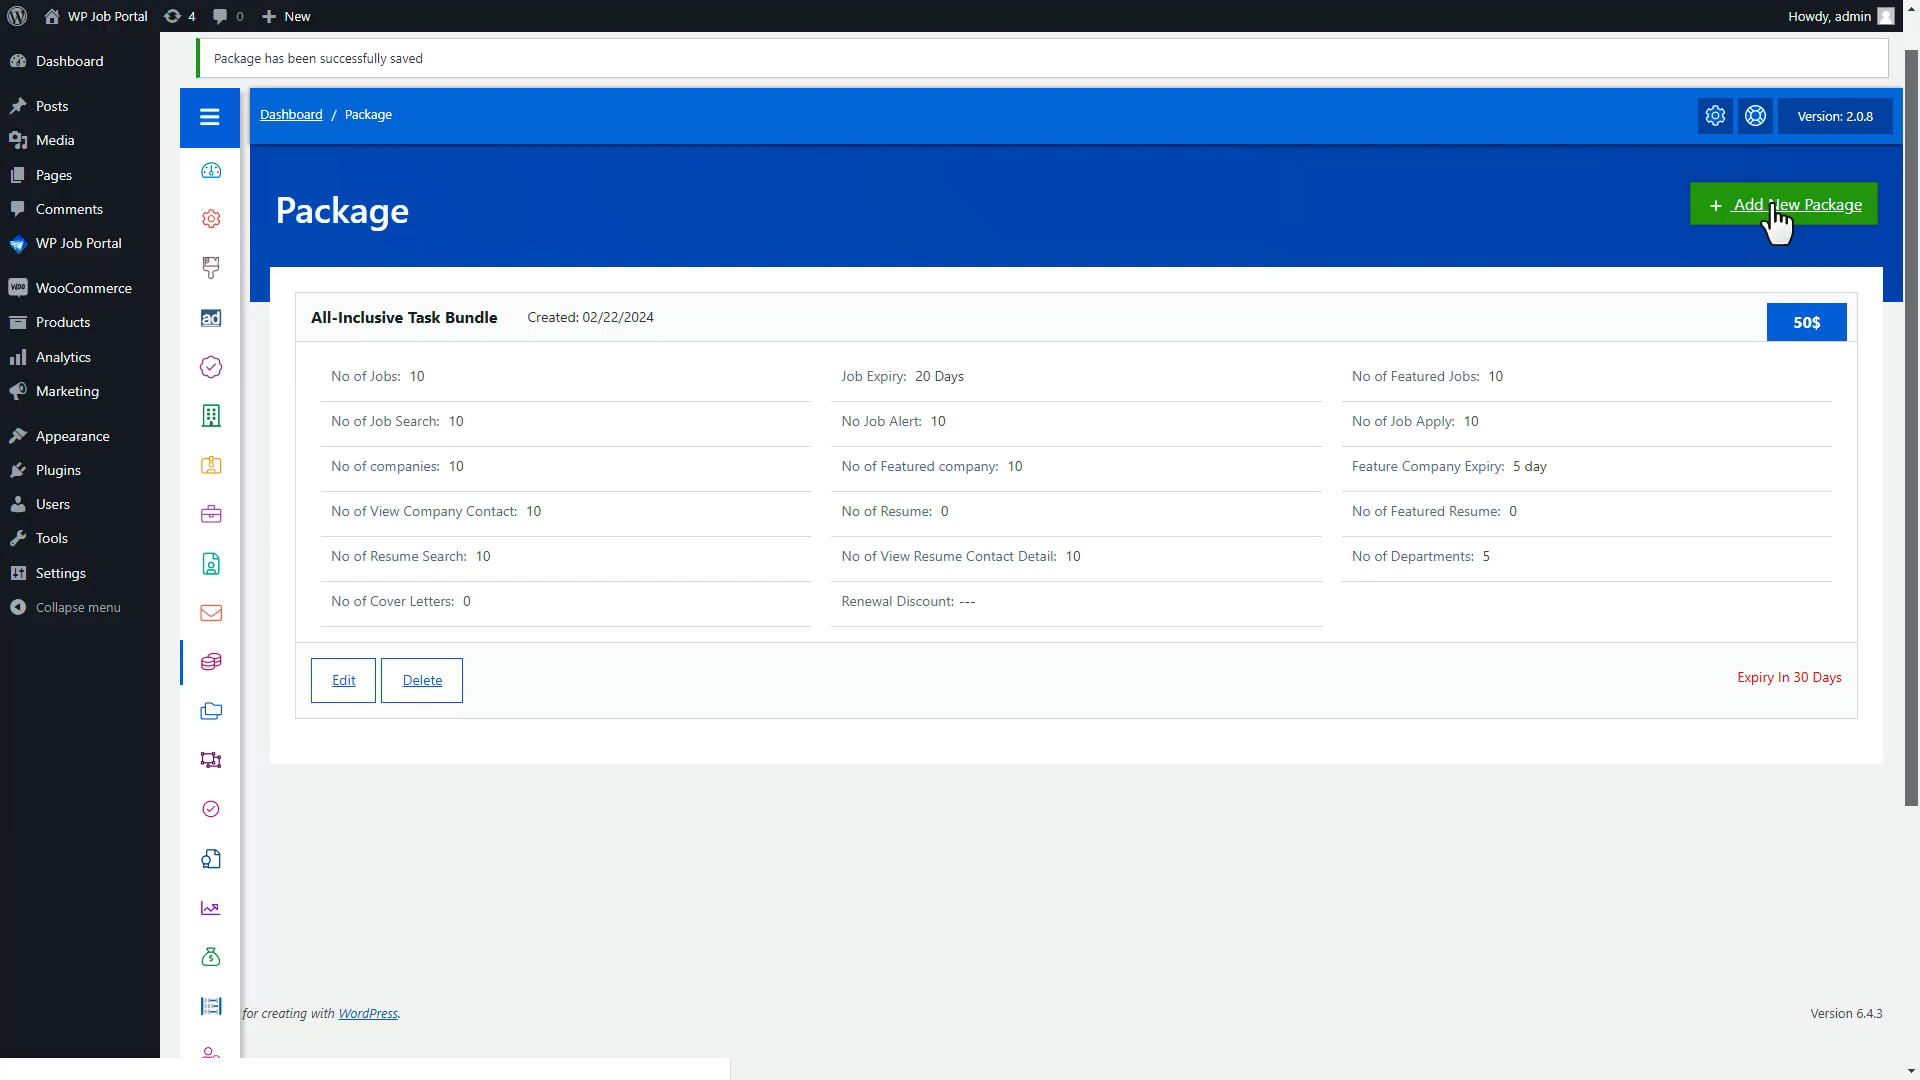 WP Job Portal 4 0 New Howdy, admin
Package has been successfully saved
Dashboard
Posts
Media
Pages
Comments
WP Job Portal
WooCommerce
Products
Analytics
Marketing
Appearance
Plugins
Users
Tools
Settings
Collapse menu
Dashboard / Package
Version: 2.0.8
Package
+ Add New Package
ad
All-Inclusive Task Bundle Created: 02/22/2024 50$
No of Jobs: 10 Job Expiry: 20 Days No of Featured Jobs: 10
No of Job Search: 10 No Job Alert: 10 No of Job Apply: 10
No of companies: 10 No of Featured company: 10 Feature Company Expiry: 5 day
No of View Company Contact: 10 No of Resume: 0 No of Featured Resume: 0
No of Resume Search: 10 No of View Resume Contact Detail: 10 No of Departments: 5
No of Cover Letters: 0 Renewal Discount: ---
Edit Delete Expiry In 30 Days
for creating with WordPress. Version 6.4.3